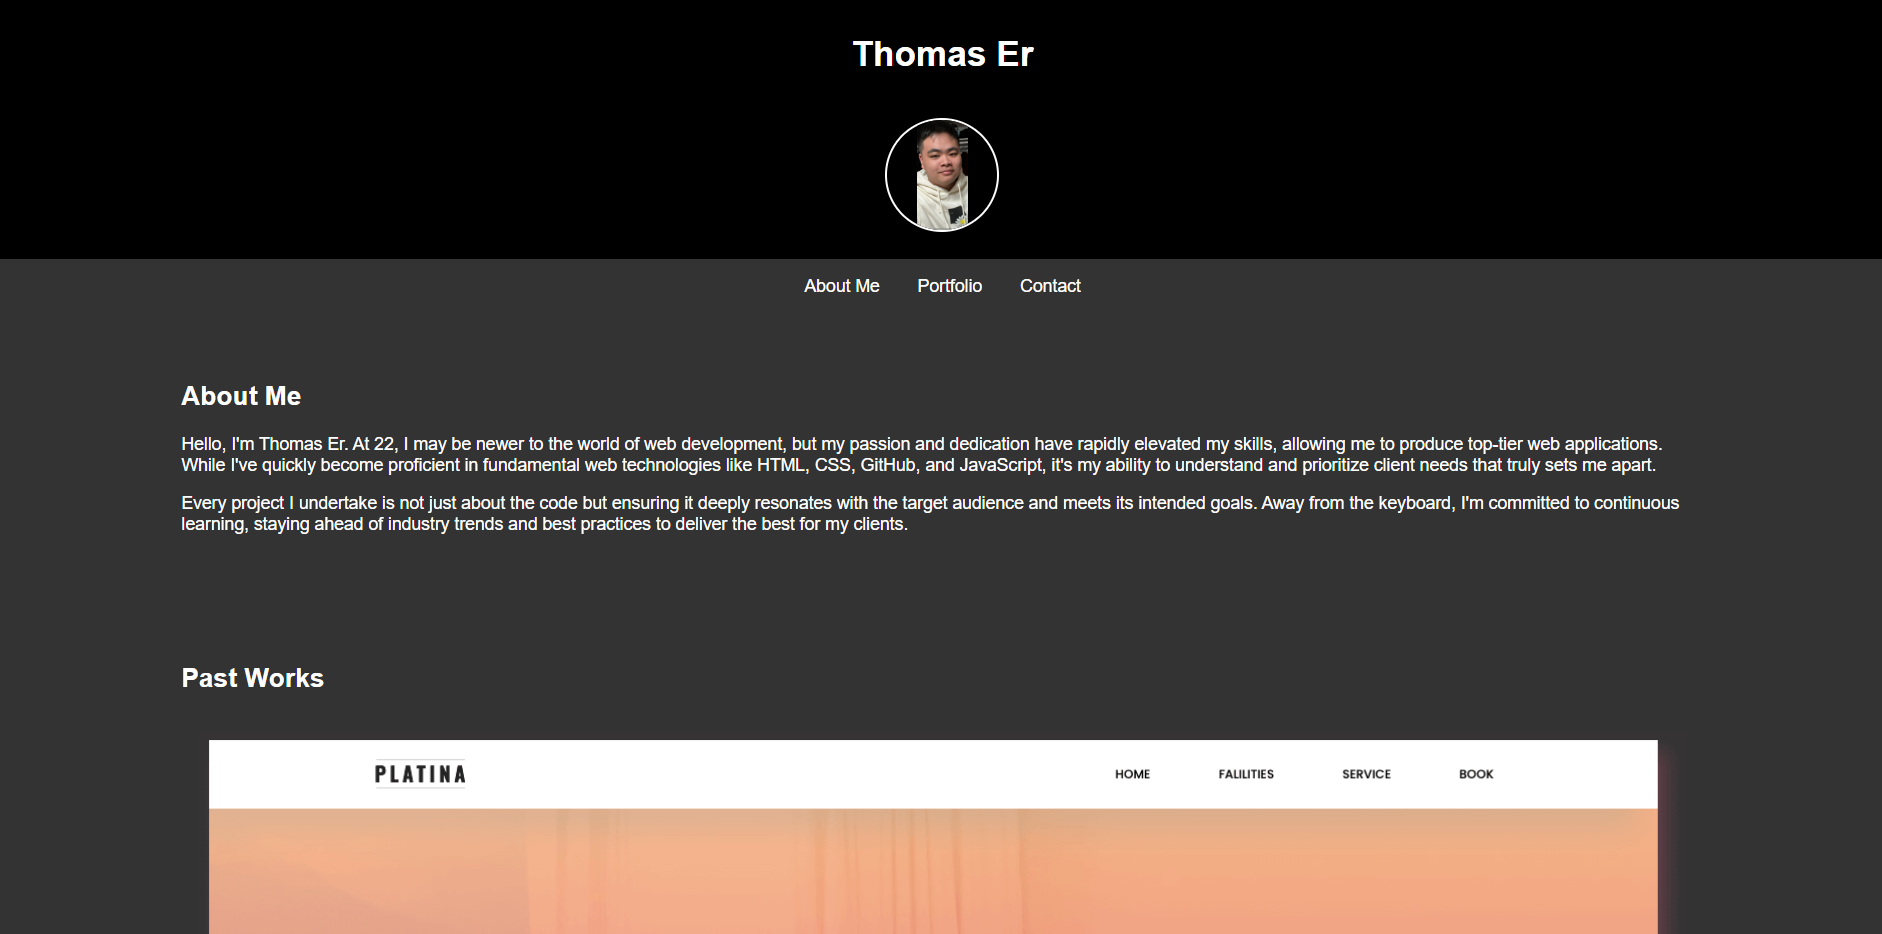 Thomas Er
About Me Portfolio Contact
About Me
Hello, I'm Thomas Er. At 22, I may be newer to the world of web development, but my passion and dedication have rapidly elevated my skills, allowing me to produce top-tier web applications.
While I've quickly become proficient in fundamental web technologies like HTML, CSS, GitHub, and JavaScript, it's my ability to understand and prioritize client needs that truly sets me apart.
Every project I undertake is not just about the code but ensuring it deeply resonates with the target audience and meets its intended goals. Away from the keyboard, I'm committed to continuous
learning, staying ahead of industry trends and best practices to deliver the best for my clients.
Past Works
PLATINA HOME FALILITIES SERVICE BOOK